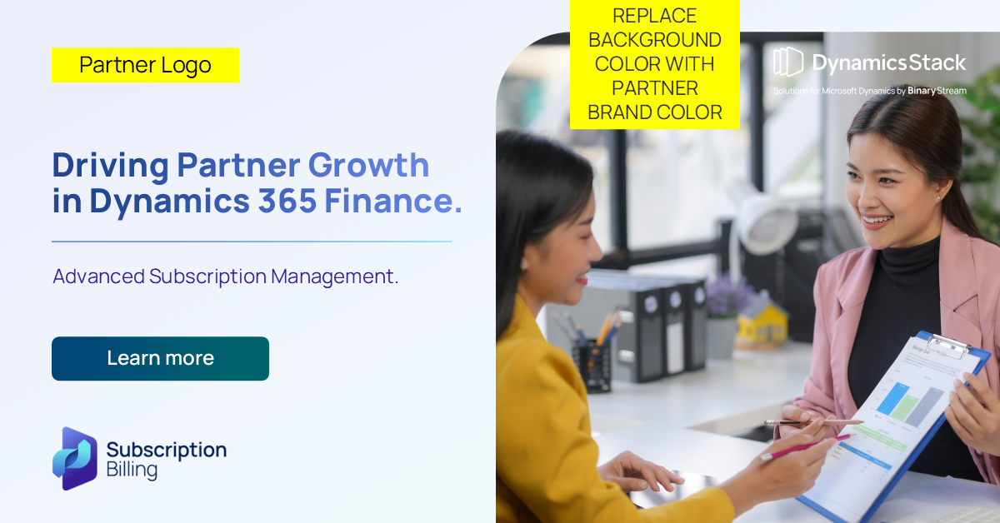 Partner Logo
Driving Partner Growth
in Dynamics 365 Finance.
Advanced Subscription Management.
Learn more
Subscription
Billing
REPLACE
BACKGROUND
COLOR WITH
PARTNER
BRAND COLOR
DynamicsStack
Solutions for Microsoft Dynamics by BinaryStream